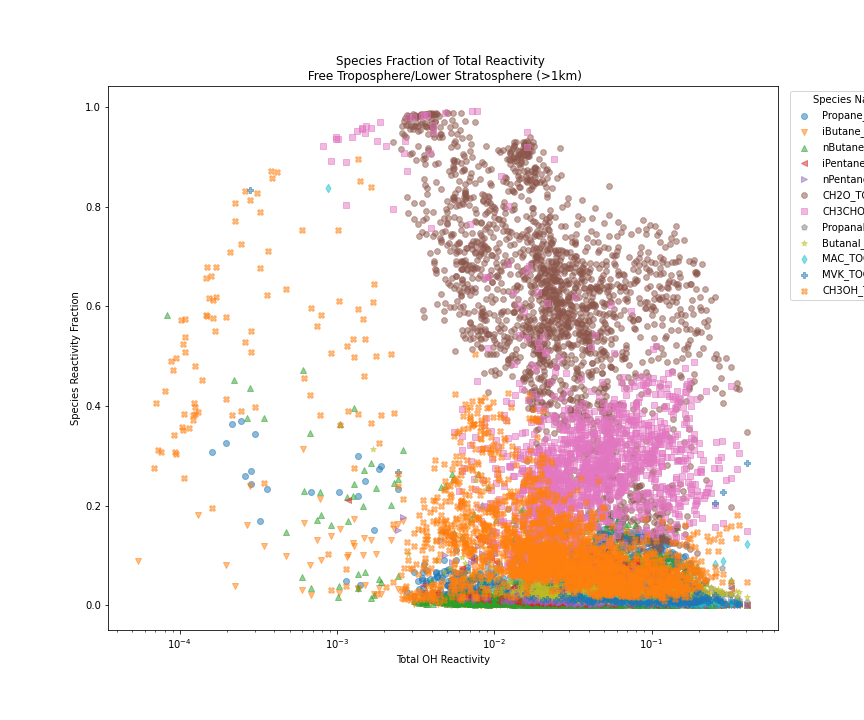 Species Fraction of Total Reactivity
Free Troposphere/Lower Stratosphere (>1km)
Species Reactivity Fraction
1.0
0.8
0.6
0.4
0.2
0.0
10⁻⁴
10⁻³
10⁻²
10⁻¹
Total OH Reactivity
Species Na
Propane_
iButane_
nButane
iPentane
nPentane
CH2O_TO
CH3CHO
Propanal
Butanal_
MAC_TO
MVK_TO
CH3OH_T